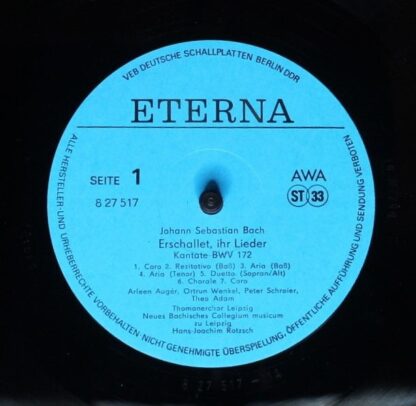 VEB DEUTSCHE SCHALLPLATTEN BERLIN DDR
ETERNA
SEITE 1
AWA
8 27 517
ST 33
Johann Sebastian Bach
Erschallet, ihr Lieder
Kantate BWV 172
1. Coro 2. Rezitativo (Baß) 3. Aria (Baß)
4. Aria (Tenor) 5. Duetto (Sopran/Alt)
6. Chorale 7. Coro
Arleen Augér, Ortrun Wenkel, Peter Schreier,
Theo Adam
Thomanerchor Leipzig
Neues Bachisches Collegium musicum
zu Leipzig
Hans-Joachim Rotzsch
ALLE HERSTELLER- UND URHEBERRECHTE VORBEHALTEN · NICHT GENEHMIGTE ÜBERSPIELUNG, ÖFFENTLICHE AUFFÜHRUNG UND SENDUNG VERBOTEN
8 27 517